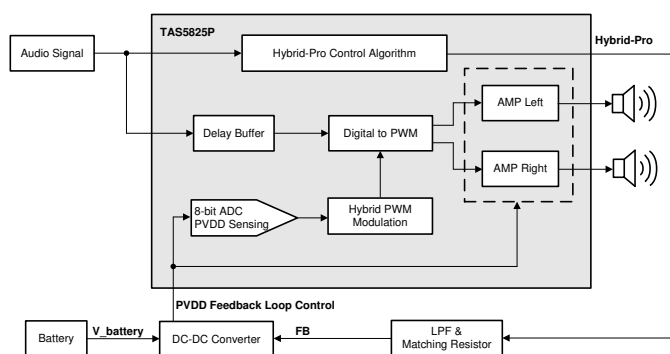 TAS5825P
Hybrid-Pro
Audio Signal
Hybrid-Pro Control Algorithm
AMP Left
Delay Buffer
Digital to PWM
AMP Right
8-bit ADC
PVDD Sensing
Hybrid PWM
Modulation
PVDD Feedback Loop Control
Battery
V_battery
DC-DC Converter
FB
LPF &
Matching Resistor